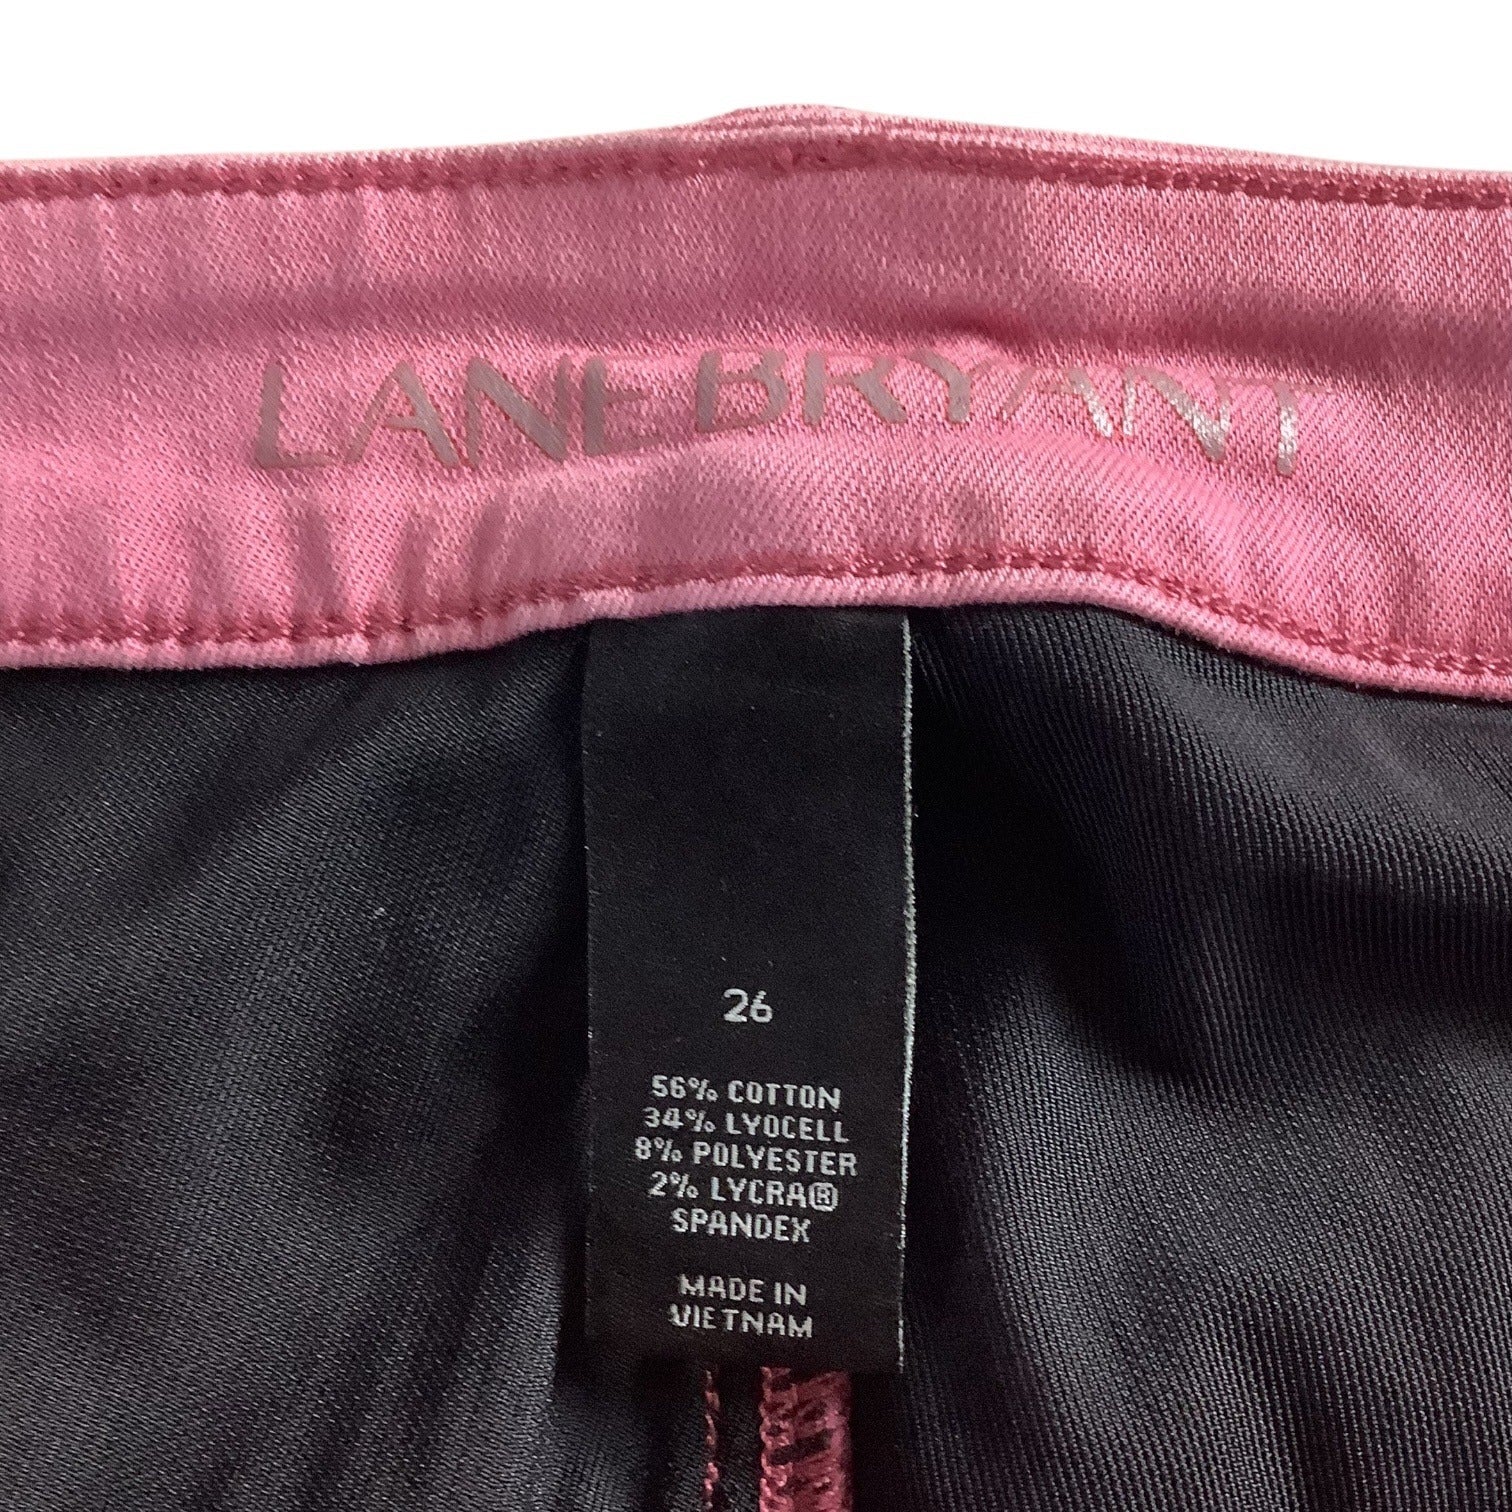 LANE BRYANT
26
56% COTTON
34% LYOCELL
8% POLYESTER
2% LYCRA®
SPANDEX
MADE IN
VIETNAM